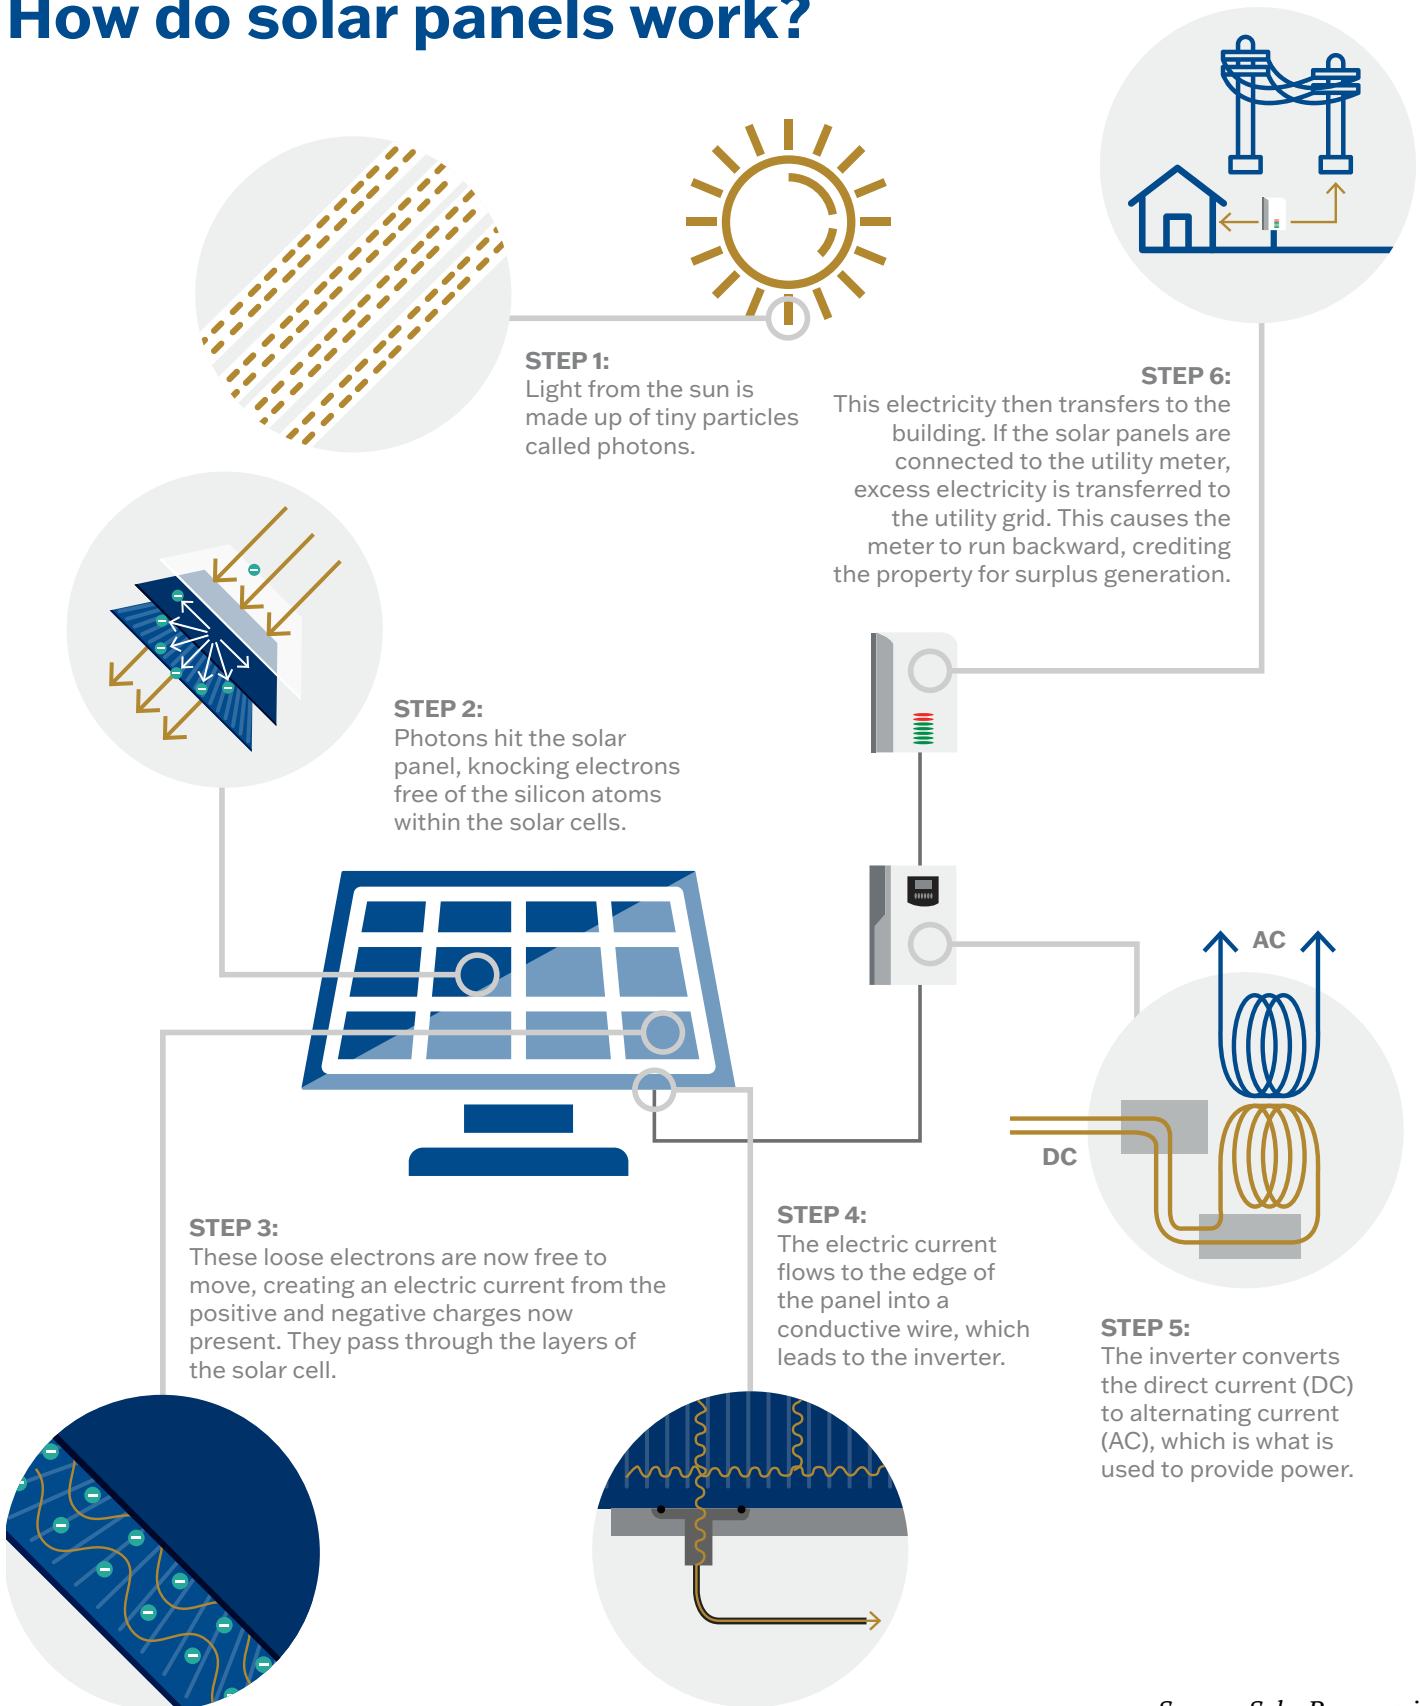 How do solar panels work?
STEP 1:
Light from the sun is
made up of tiny particles
called photons.
STEP 6:
This electricity then transfers to the
building. If the solar panels are
connected to the utility meter,
excess electricity is transferred to
the utility grid. This causes the
meter to run backward, crediting
the property for surplus generation.
STEP 2:
Photons hit the solar
panel, knocking electrons
free of the silicon atoms
within the solar cells.
AC
DC
STEP 3:
These loose electrons are now free to
move, creating an electric current from the
positive and negative charges now
present. They pass through the layers of
the solar cell.
STEP 4:
The electric current
flows to the edge of
the panel into a
conductive wire, which
leads to the inverter.
STEP 5:
The inverter converts
the direct current (DC)
to alternating current
(AC), which is what is
used to provide power.